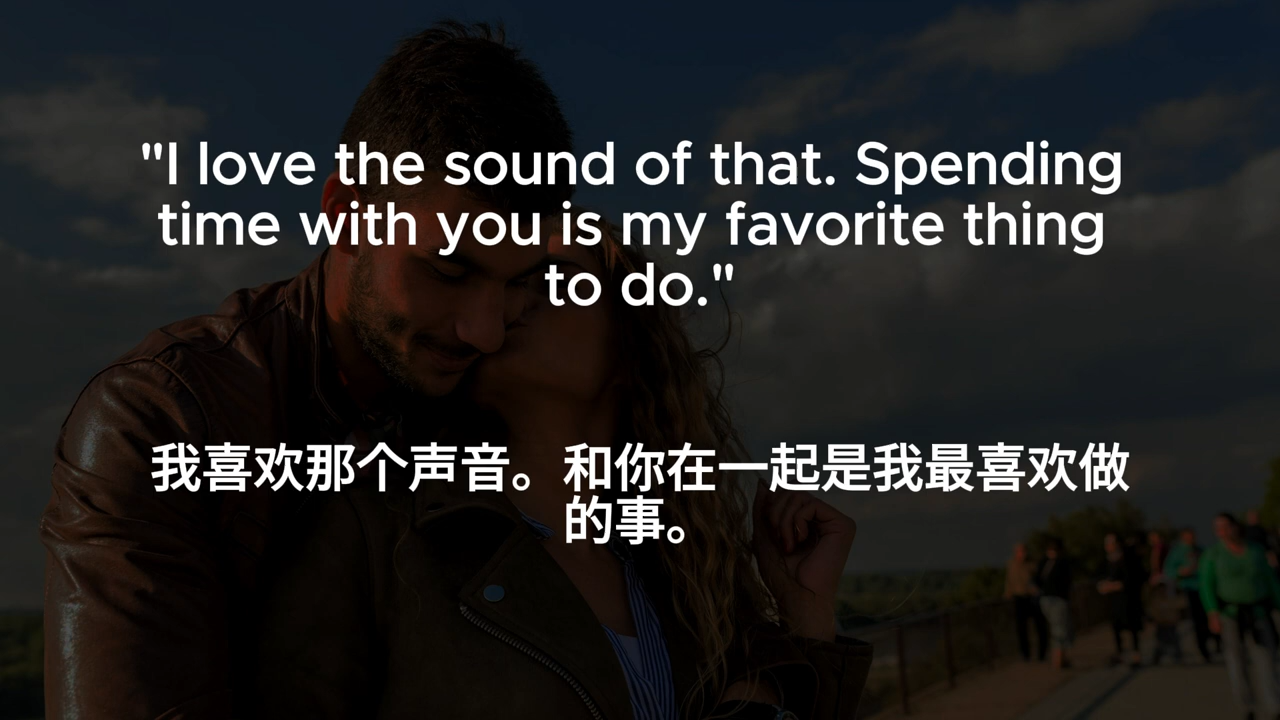 "I love the sound of that. Spending
time with you is my favorite thing
to do."
我喜欢那个声音。和你在一起是我最喜欢做
的事。